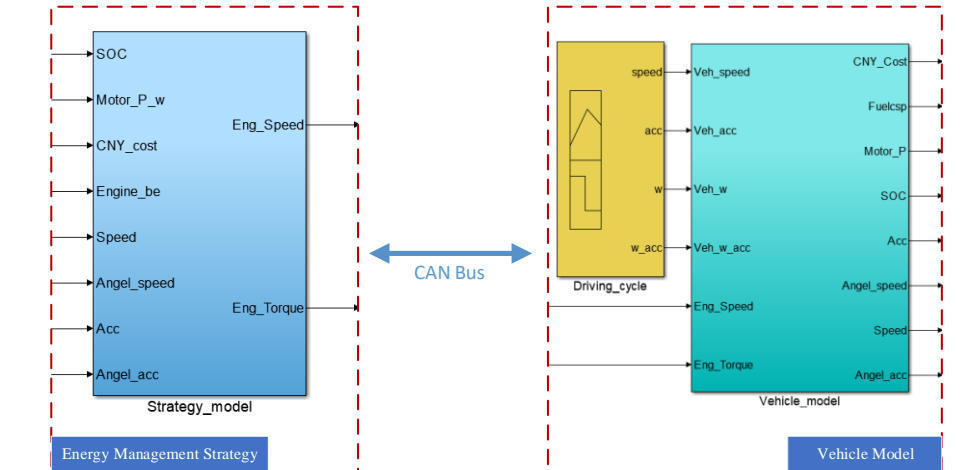 SOC
Motor_P_w
CNY_cost
Engine_be
Speed
Angel_speed
Acc
Angel_acc
Eng_Speed
Eng_Torque
Strategy_model
Energy Management Strategy
CAN Bus
speed
acc
w
w_acc
Driving_cycle
Veh_speed
Veh_acc
Veh_w
Veh_w_acc
Eng_Speed
Eng_Torque
CNY_Cost
Fuelcsp
Motor_P
SOC
Acc
Angel_speed
Speed
Angel_acc
Vehicle_model
Vehicle Model